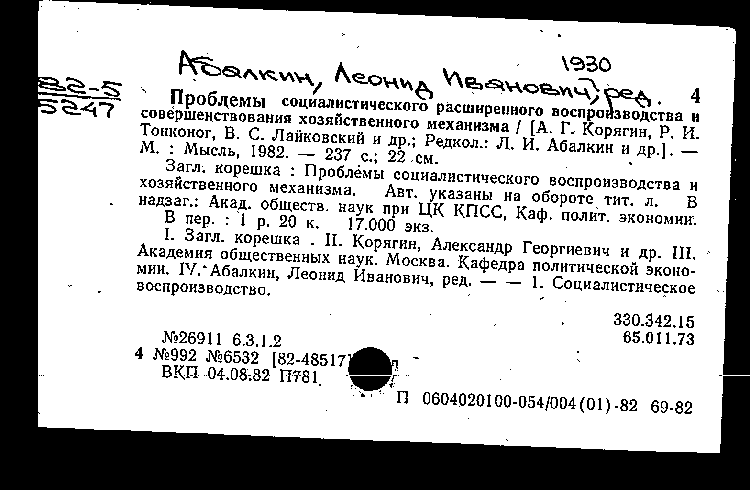 1930
Абалкин, Леонид Иванович, ред. 4
82-5
5247
Проблемы социалистического расширенного воспроизводства и
совершенствования хозяйственного механизма / [А. Г. Корягин, Р. И.
Тонконог, В. С. Лайковский и др.; Редкол.: Л. И. Абалкин и др.]. —
М. : Мысль, 1982. — 237 с.; 22 см.
Загл. корешка : Проблемы социалистического воспроизводства и
хозяйственного механизма. Авт. указаны на обороте тит. л. В
надзаг.: Акад. обществ. наук при ЦК КПСС, Каф. полит. экономии.
В пер. : 1 р. 20 к. 17.000 экз.
I. Загл. корешка . II. Корягин, Александр Георгиевич и др. III.
Академия общественных наук. Москва. Кафедра политической эконо-
мии. IV. Абалкин, Леонид Иванович, ред. — — 1. Социалистическое
воспроизводство.
330.342.15
№26911 6.3.1.2 65.011.73
4 №992 №6532 [82-48517]
ВКП 04.08.82 П781
П 0604020100-054/004(01)-82 69-82